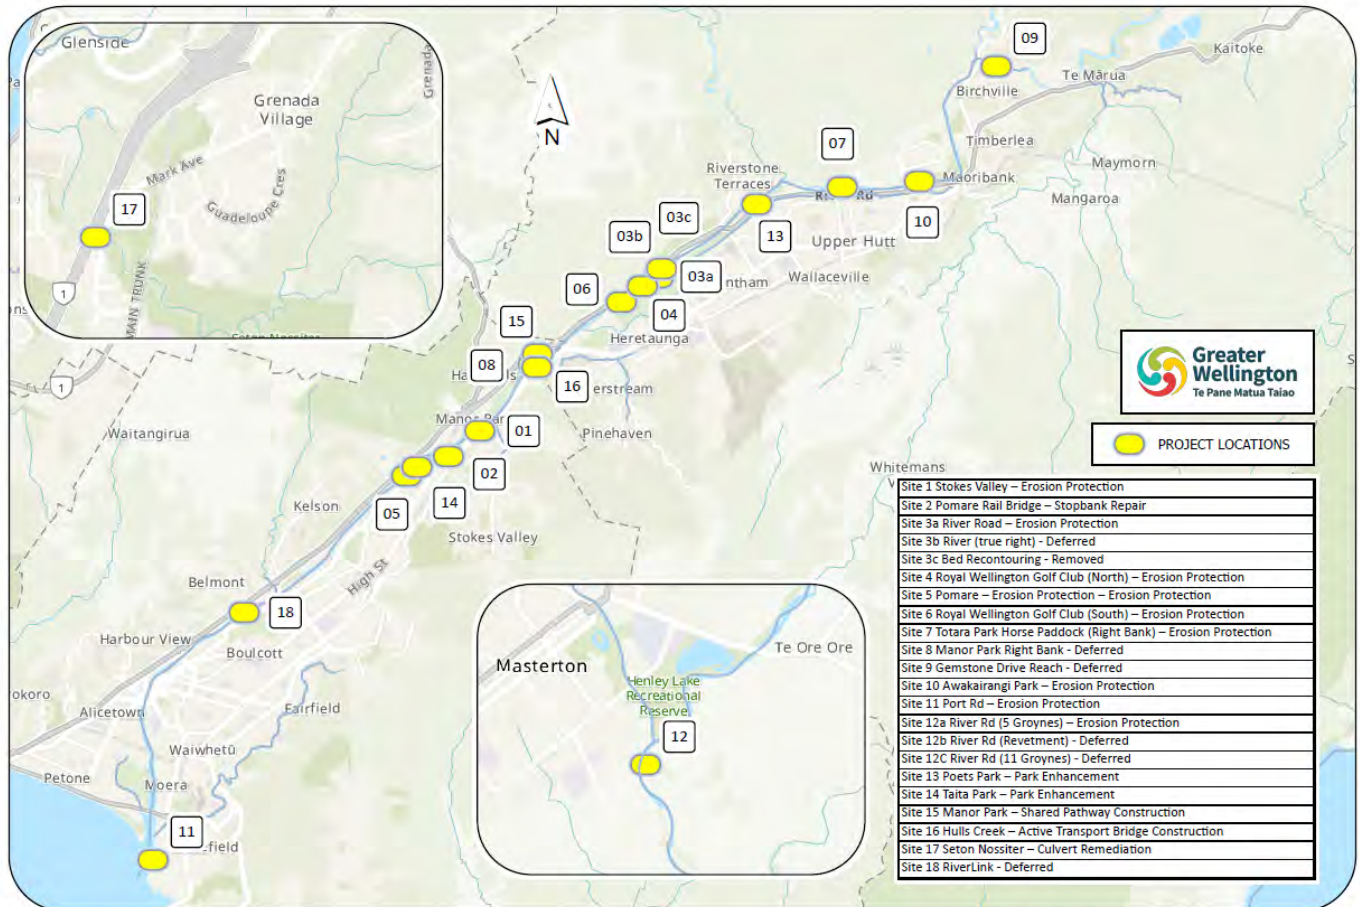 Glenside
Grenada
Grenada
Village
Mark Ave
Guadeloupe Cres
17
1
MAIN TRUNK
Seton Nossiter
1
N
09
Kaitoke
Te Mārua
Birchville
Timberlea
07
Riverstone
Terraces
Maoribank
Maymorn
Mangaroa
Rd
10
03c
03b
13
Upper Hutt
03a
ntham
Wallaceville
06
04
Heretaunga
15
08
16
erstream
Manor Par
01
Pinehaven
Waitangirua
02
Kelson
05
14
Stokes Valley
Whitemans
High St
Belmont
18
Harbour View
Boulcott
okoro
Alicetown
Fairfield
Waiwhetū
Petone
Moera
11
efield
Masterton
Te Ore Ore
Henley Lake
Recreational
Reserve
12
Greater
Wellington
Te Pane Matua Taiao
PROJECT LOCATIONS
Site 1 Stokes Valley – Erosion Protection
Site 2 Pomare Rail Bridge – Stopbank Repair
Site 3a River Road – Erosion Protection
Site 3b River (true right) - Deferred
Site 3c Bed Recontouring - Removed
Site 4 Royal Wellington Golf Club (North) – Erosion Protection
Site 5 Pomare – Erosion Protection – Erosion Protection
Site 6 Royal Wellington Golf Club (South) – Erosion Protection
Site 7 Totara Park Horse Paddock (Right Bank) – Erosion Protection
Site 8 Manor Park Right Bank - Deferred
Site 9 Gemstone Drive Reach - Deferred
Site 10 Awakairangi Park – Erosion Protection
Site 11 Port Rd – Erosion Protection
Site 12a River Rd (5 Groynes) – Erosion Protection
Site 12b River Rd (Revetment) - Deferred
Site 12C River Rd (11 Groynes) - Deferred
Site 13 Poets Park – Park Enhancement
Site 14 Taita Park – Park Enhancement
Site 15 Manor Park – Shared Pathway Construction
Site 16 Hulls Creek – Active Transport Bridge Construction
Site 17 Seton Nossiter – Culvert Remediation
Site 18 RiverLink - Deferred